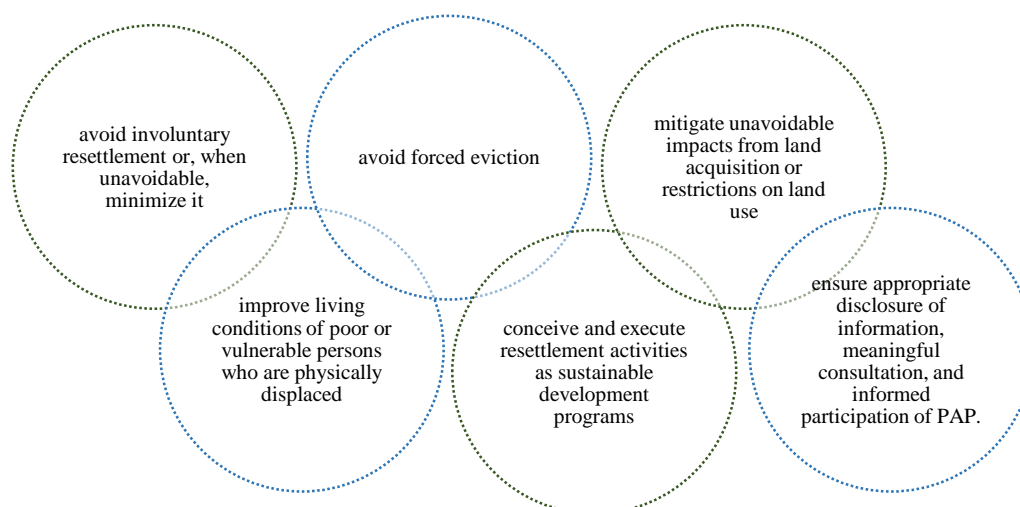 avoid involuntary
resettlement or, when
unavoidable,
minimize it
avoid forced eviction
mitigate unavoidable
impacts from land
acquisition or
restrictions on land
use
improve living
conditions of poor or
vulnerable persons
who are physically
displaced
conceive and execute
resettlement activities
as sustainable
development
programs
ensure appropriate
disclosure of
information,
meaningful
consultation, and
informed
participation of PAP.